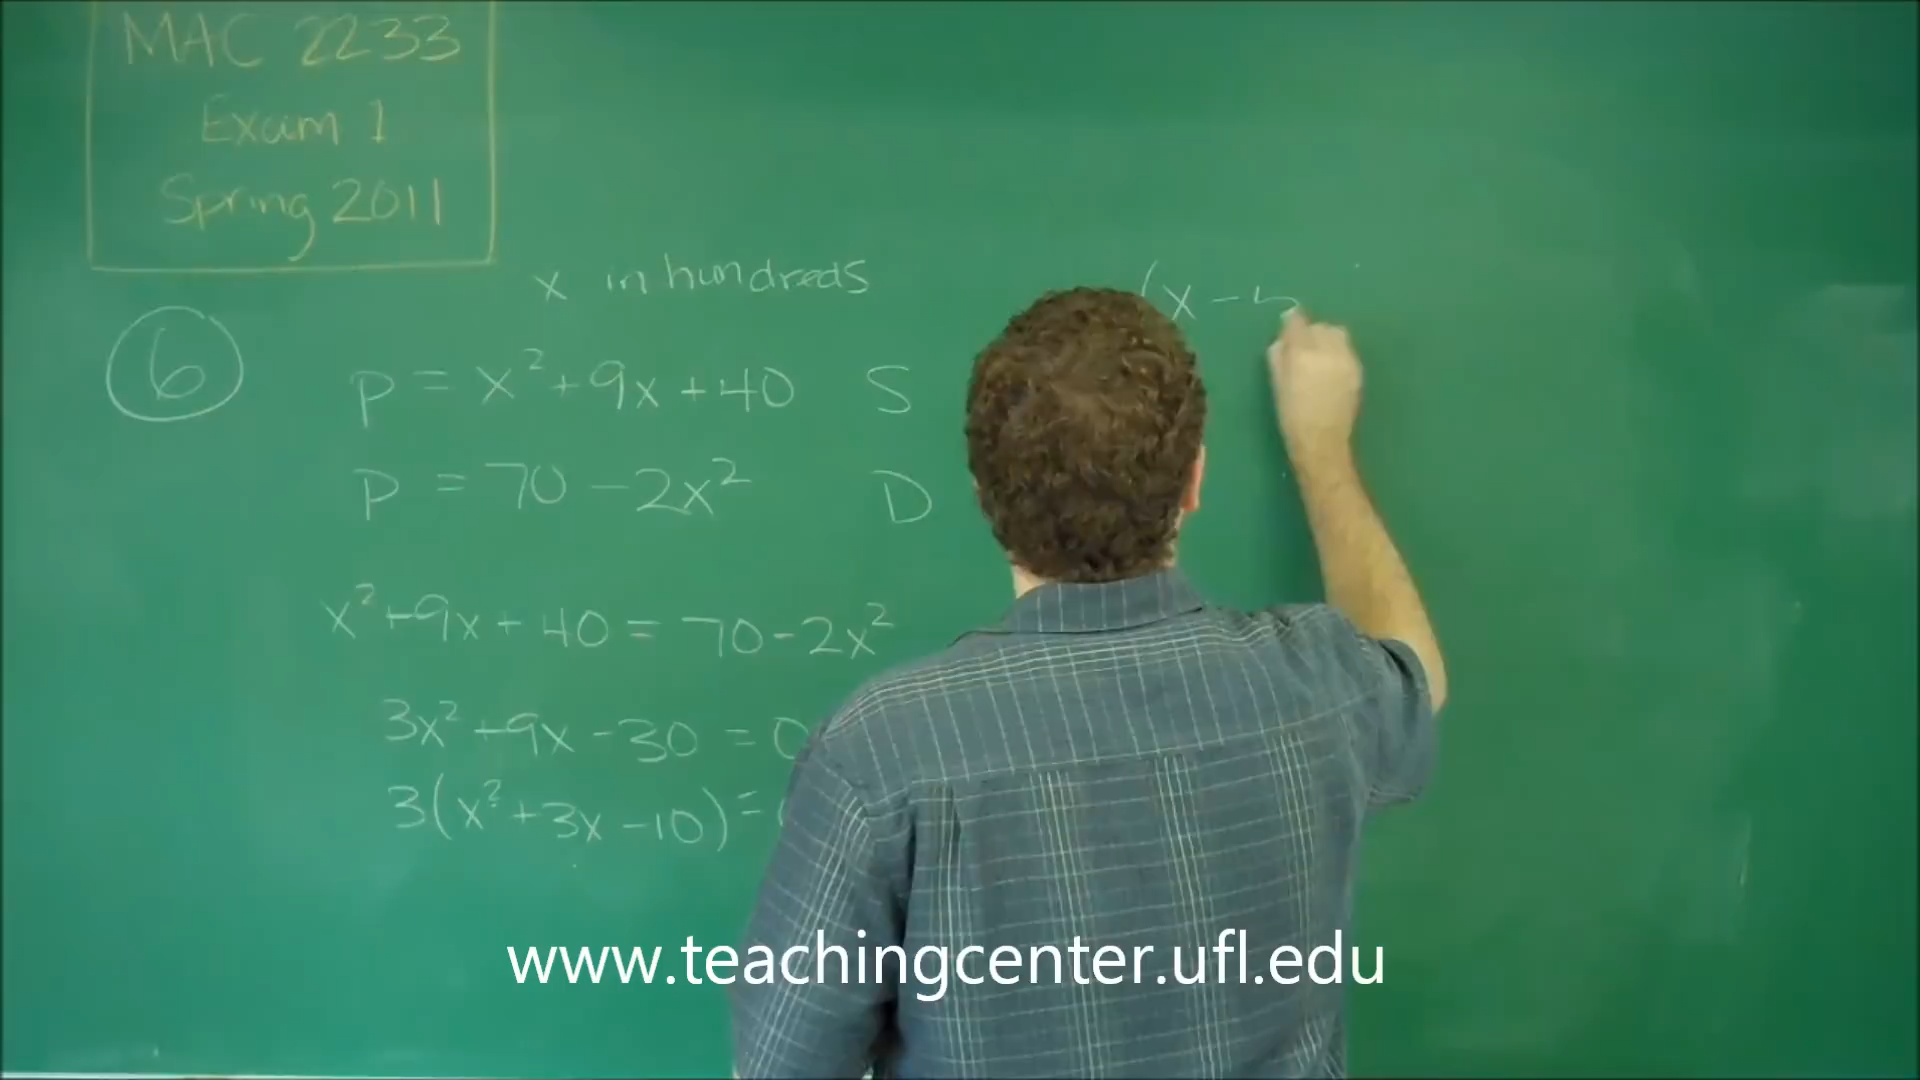 MAC 2233
Exam 1
Spring 2011
x in hundreds
6
p = x² + 9x + 40 S
p = 70 - 2x² D
x² + 9x + 40 = 70 - 2x²
3x² + 9x - 30 = 0
3(x² + 3x - 10) =
(x - 5
www.teachingcenter.ufl.edu